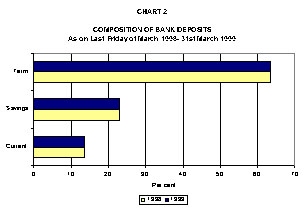 CHART 2
COMPOSITION OF BANK DEPOSITS
As on Last Friday of March 1998- 31st March 1999
Term
Savings
Current
0 10 20 30 40 50 60 70
Per cent
1998 1999